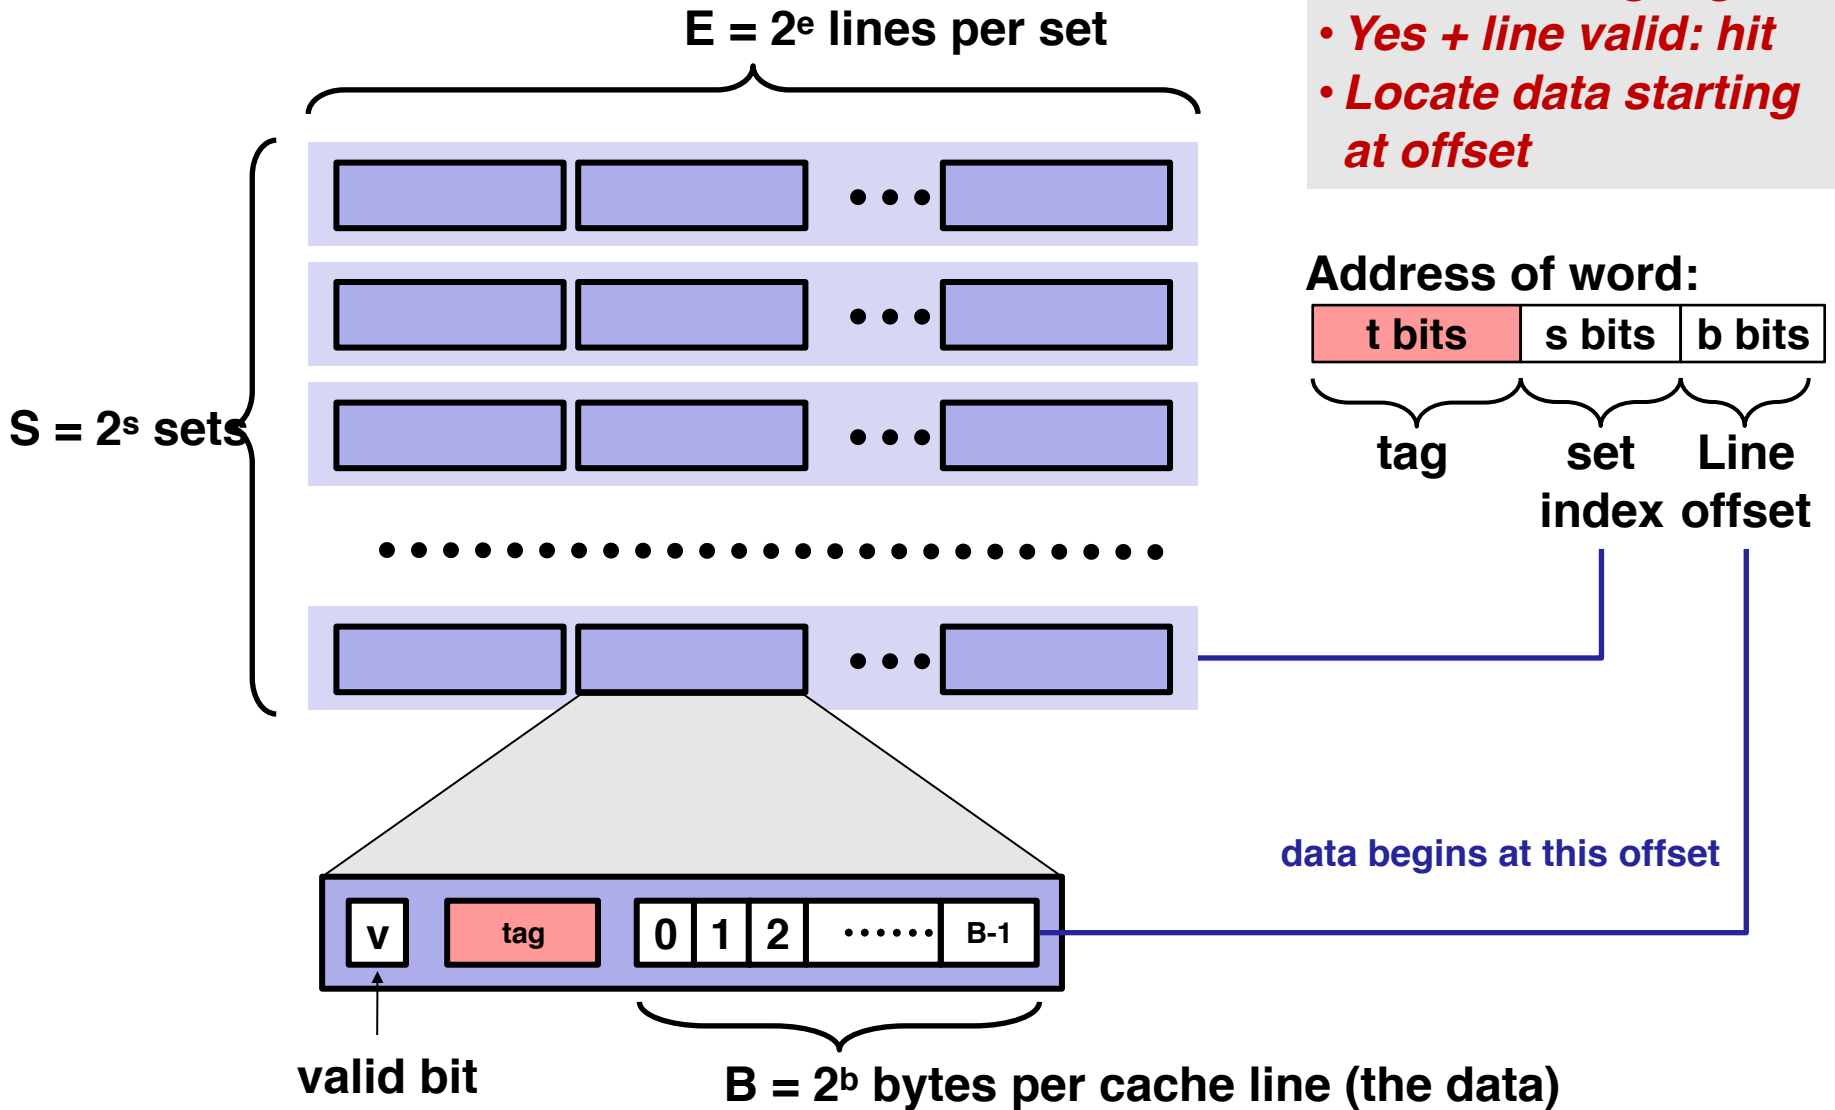 E = 2ᵉ lines per set
• Yes + line valid: hit
• Locate data starting
at offset
Address of word:
t bits s bits b bits
S = 2ˢ sets
tag set Line
index offset
data begins at this offset
v tag 0 1 2 •••••• B-1
valid bit
B = 2ᵇ bytes per cache line (the data)